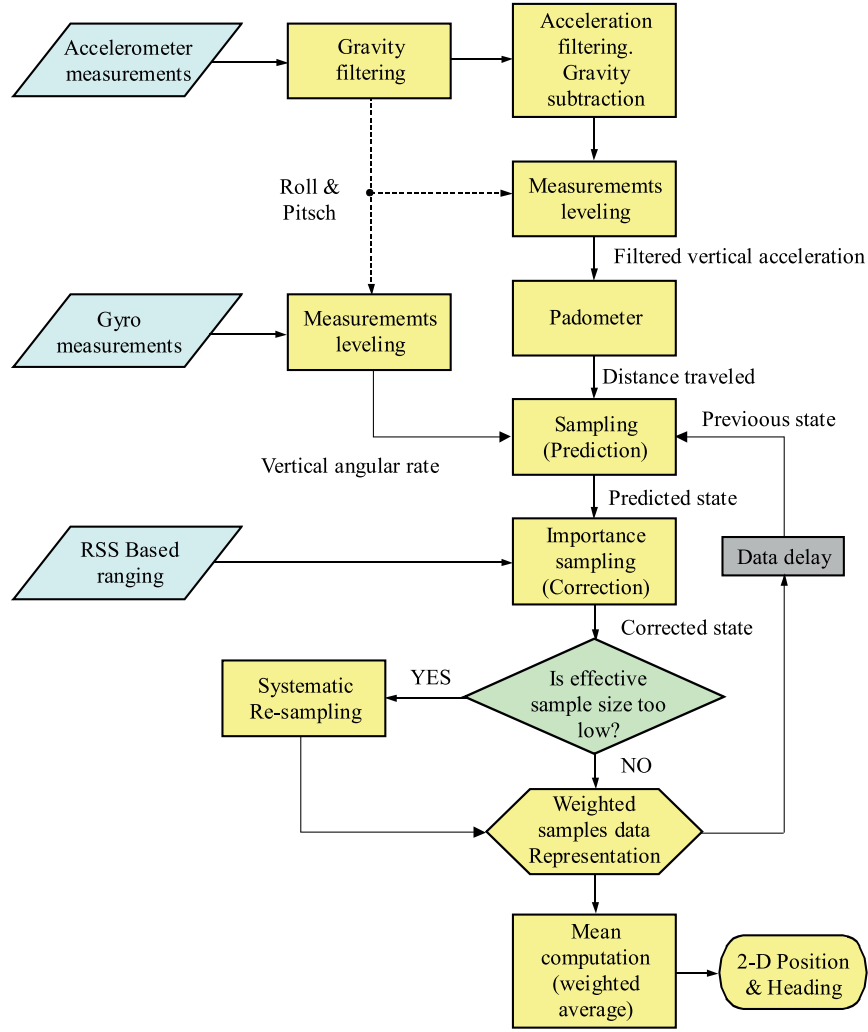 Accelerometer
measurements
Gravity
filtering
Acceleration
filtering.
Gravity
subtraction
Roll &
Pitsch
Measurememts
leveling
Filtered vertical acceleration
Gyro
measurements
Measurememts
leveling
Padometer
Distance traveled
Sampling
(Prediction)
Previoous state
Vertical angular rate
Predicted state
RSS Based
ranging
Importance
sampling
(Correction)
Data delay
Corrected state
Is effective
sample size too
low?
YES
Systematic
Re-sampling
NO
Weighted
samples data
Representation
Mean
computation
(weighted
average)
2-D Position
& Heading